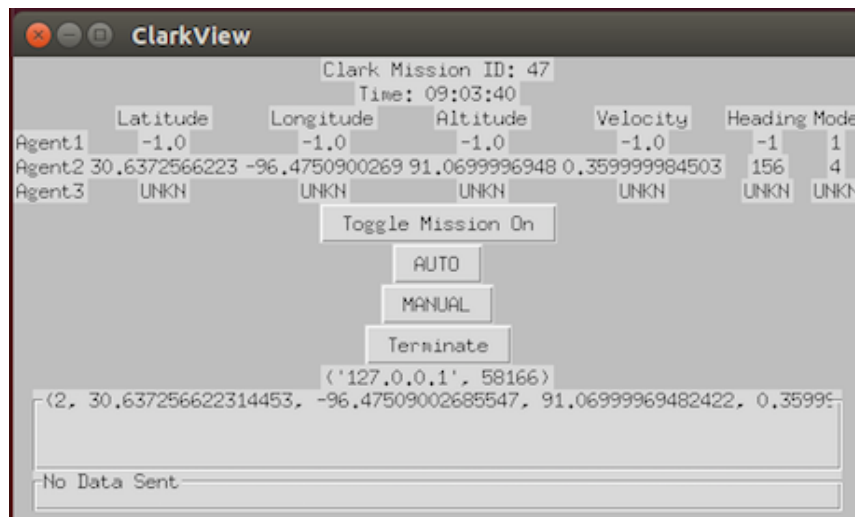 ClarkView
Clark Mission ID: 47
Time: 09:03:40
Latitude Longitude Altitude Velocity Heading Mode
Agent1 -1.0 -1.0 -1.0 -1.0 -1 1
Agent2 30.6372566223 -96.4750900269 91.0699996948 0.359999984503 156 4
Agent3 UNKN UNKN UNKN UNKN UNKN UNKN
Toggle Mission On
AUTO
MANUAL
Terminate
('127.0.0.1', 58166)
(2, 30.637256622314453, -96.47509002685547, 91.06999969482422, 0.35999
No Data Sent